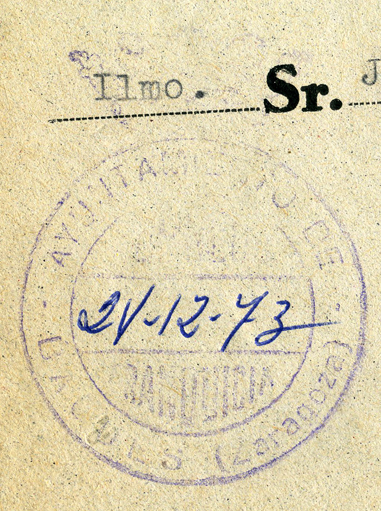 Ilmo. Sr. J
AYUNTAMIENTO DE
21-12-73
(Zaragoza)